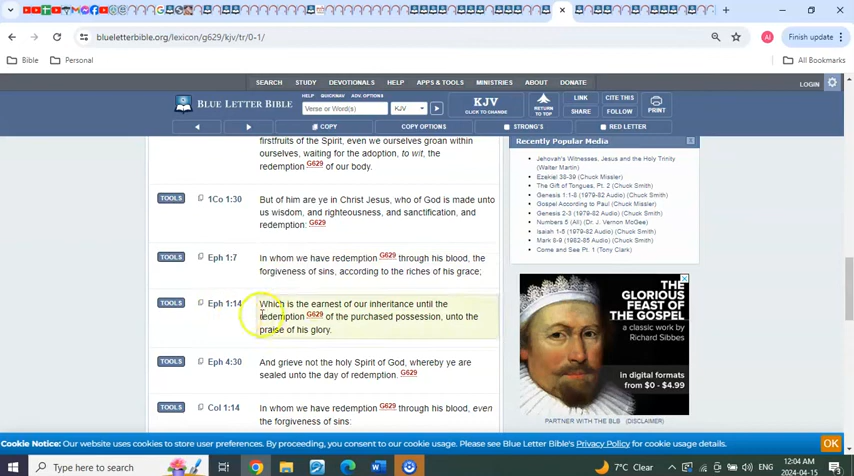 blueletterbible.org/lexicon/g629/kjv/tr/0-1/
Finish update
Bible
Personal
All Bookmarks
SEARCH STUDY DEVOTIONALS HELP APPS & TOOLS MINISTRIES ABOUT DONATE
LOGIN
BLUE LETTER BIBLE
HELP QUICKNAV ADV. OPTIONS
Verse or Word(s)
KJV
KJV
CLICK TO CHANGE
RETURN
TO TOP
LINK
SHARE
CITE THIS
FOLLOW
PRINT
COPY
COPY OPTIONS
STRONG'S
RED LETTER
firstfruits of the Spirit, even we ourselves groan within
ourselves, waiting for the adoption, to wit, the
redemption G629 of our body.
TOOLS
1Co 1:30
But of him are ye in Christ Jesus, who of God is made unto
us wisdom, and righteousness, and sanctification, and
redemption: G629
TOOLS
Eph 1:7
In whom we have redemption G629 through his blood, the
forgiveness of sins, according to the riches of his grace;
TOOLS
Eph 1:14
Which is the earnest of our inheritance until the
redemption G629 of the purchased possession, unto the
praise of his glory.
TOOLS
Eph 4:30
And grieve not the holy Spirit of God, whereby ye are
sealed unto the day of redemption. G629
TOOLS
Col 1:14
In whom we have redemption G629 through his blood, even
the forgiveness of sins:
Recently Popular Media
Jehovah's Witnesses, Jesus and the Holy Trinity
(Walter Martin)
Ezekiel 38-39 (Chuck Missler)
The Gift of Tongues, Pt. 2 (Chuck Smith)
Genesis 1:8-1 (1979-82 Audio) (Chuck Smith)
Gospel According to Paul (Chuck Missler)
Genesis 2-3 (1979-82 Audio) (Chuck Smith)
Numbers 5 (All) (Dr. J. Vernon McGee)
Isaiah 1-5 (1979-82 Audio) (Chuck Smith)
Mark 8-9 (1982-85 Audio) (Chuck Smith)
Come and See Pt. 1 (Tony Clark)
THE
GLORIOUS
FEAST OF
THE GOSPEL
a classic work by
Richard Sibbes
in digital formats
from $0 - $4.99
PARTNER WITH THE BLB (DISCLAIMER)
Cookie Notice: Our website uses cookies to store user preferences. By proceeding, you consent to our cookie usage. Please see Blue Letter Bible's Privacy Policy for cookie usage details.
OK
Type here to search
W
7°C Clear
ENG
12:04 AM
2024-04-15